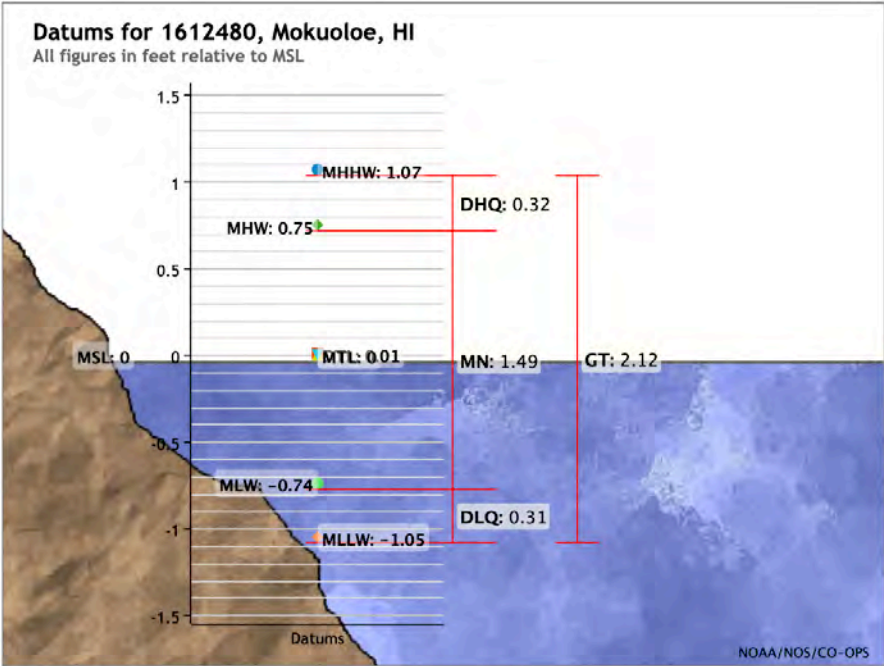 Datums for 1612480, Mokuoloe, HI
All figures in feet relative to MSL
1.5
MHHW: 1.07
1
DHQ: 0.32
MHW: 0.75
0.5
MSL: 0
0
MTL: 0.01
MN: 1.49
GT: 2.12
-0.5
MLW: -0.74
DLQ: 0.31
-1
MLLW: -1.05
-1.5
Datums
NOAA/NOS/CO-OPS